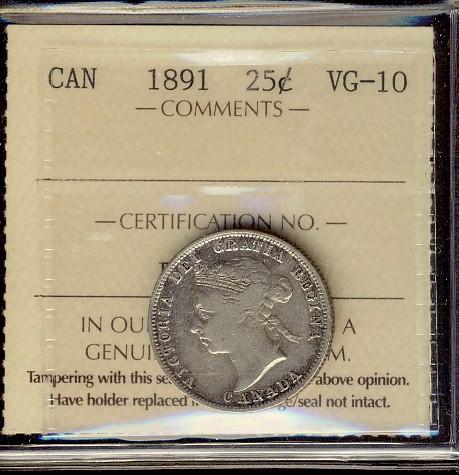 CAN 1891 25¢ VG-10
— COMMENTS —
— CERTIFICATION NO. —
VICTORIA DEI GRATIA REGINA
CANADA
IN OU A
GENUI M.
Tampering with this se above opinion.
Have holder replaced i ge/seal not intact.